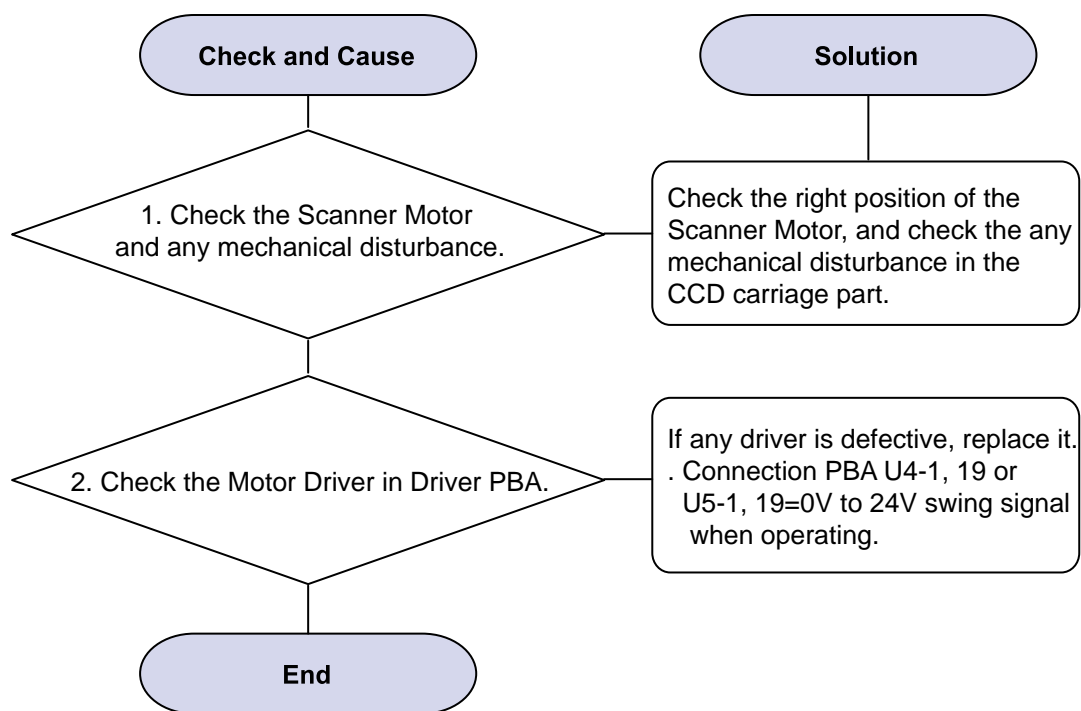 Check and Cause
Solution
1. Check the Scanner Motor
and any mechanical disturbance.
Check the right position of the
Scanner Motor, and check the any
mechanical disturbance in the
CCD carriage part.
2. Check the Motor Driver in Driver PBA.
If any driver is defective, replace it.
. Connection PBA U4-1, 19 or
U5-1, 19=0V to 24V swing signal
when operating.
End